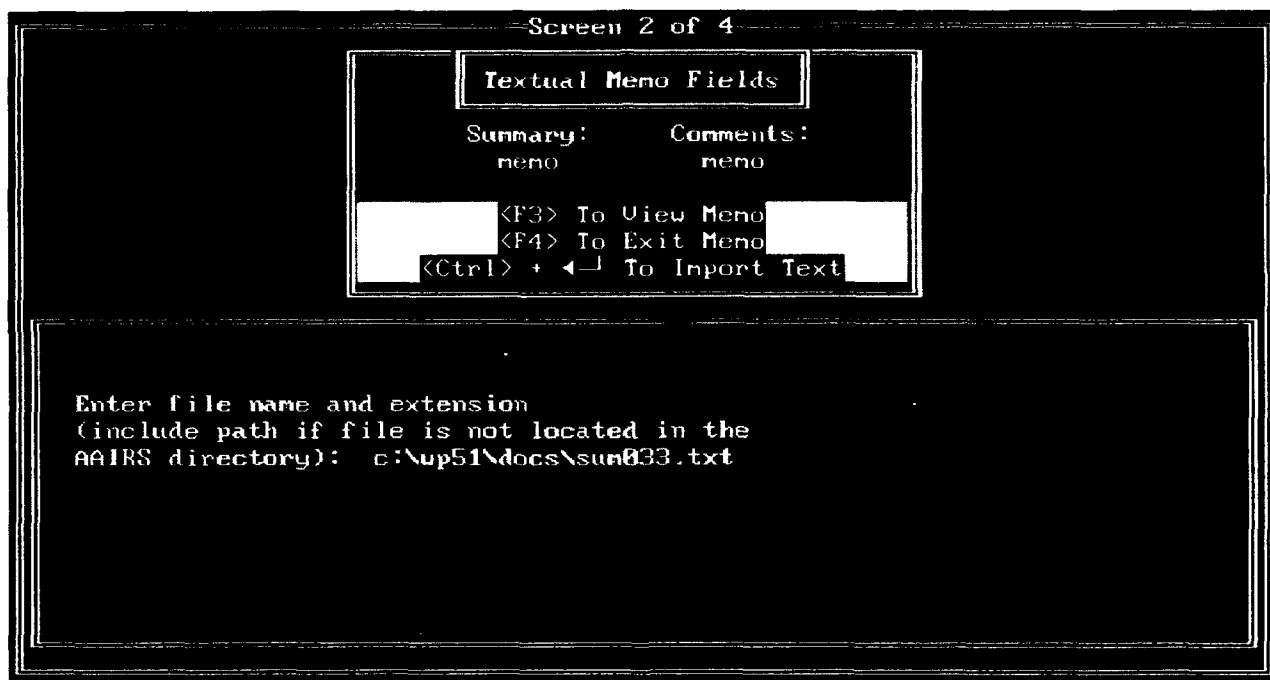 Screen 2 of 4
Textual Memo Fields
Summary: Comments:
memo memo
<F3> To View Memo
<F4> To Exit Memo
<Ctrl> + ◄┘ To Import Text
Enter file name and extension
(include path if file is not located in the
AAIRS directory): c:\wp51\docs\sum033.txt